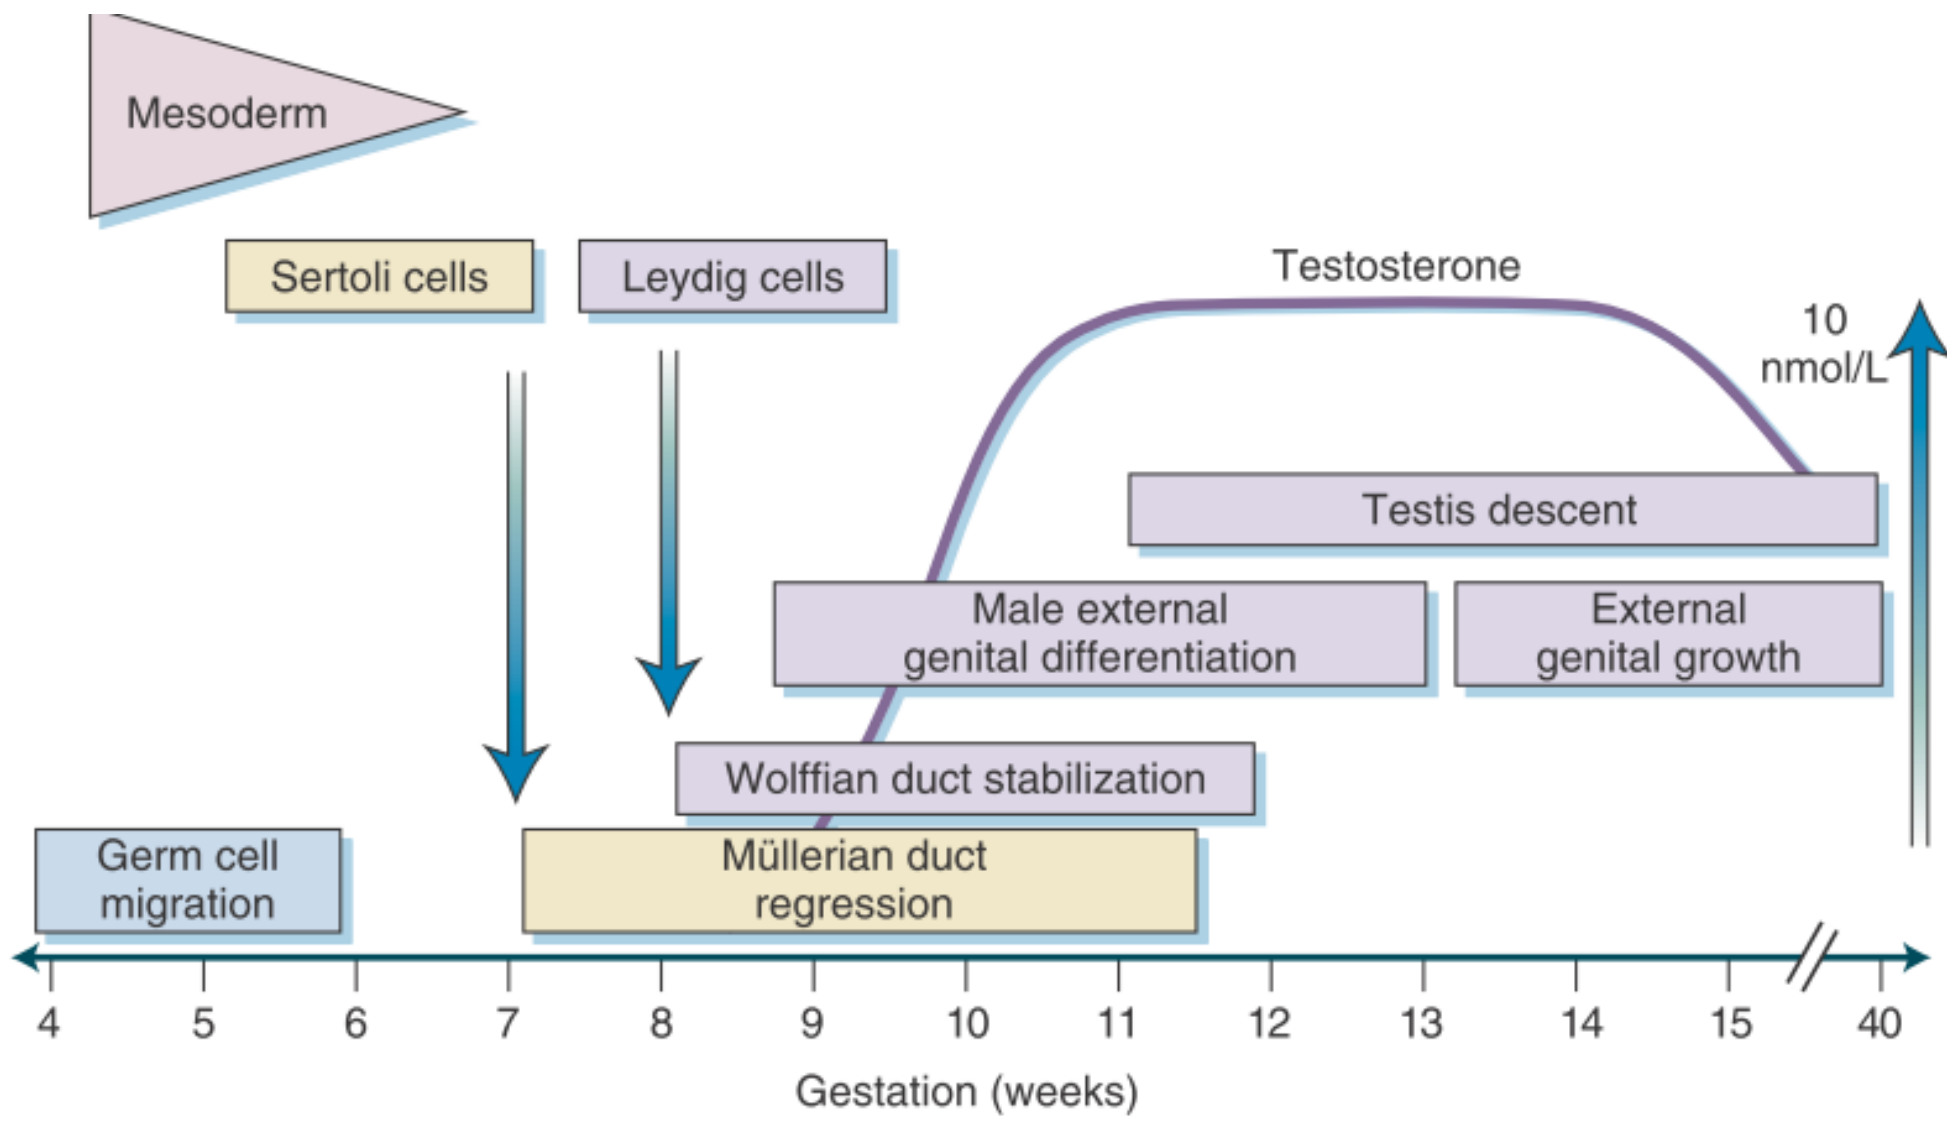 Mesoderm
Sertoli cells
Leydig cells
Testosterone
10
nmol/L
Testis descent
Male external
genital differentiation
External
genital growth
Wolffian duct stabilization
Germ cell
migration
Müllerian duct
regression
4 5 6 7 8 9 10 11 12 13 14 15 40
Gestation (weeks)